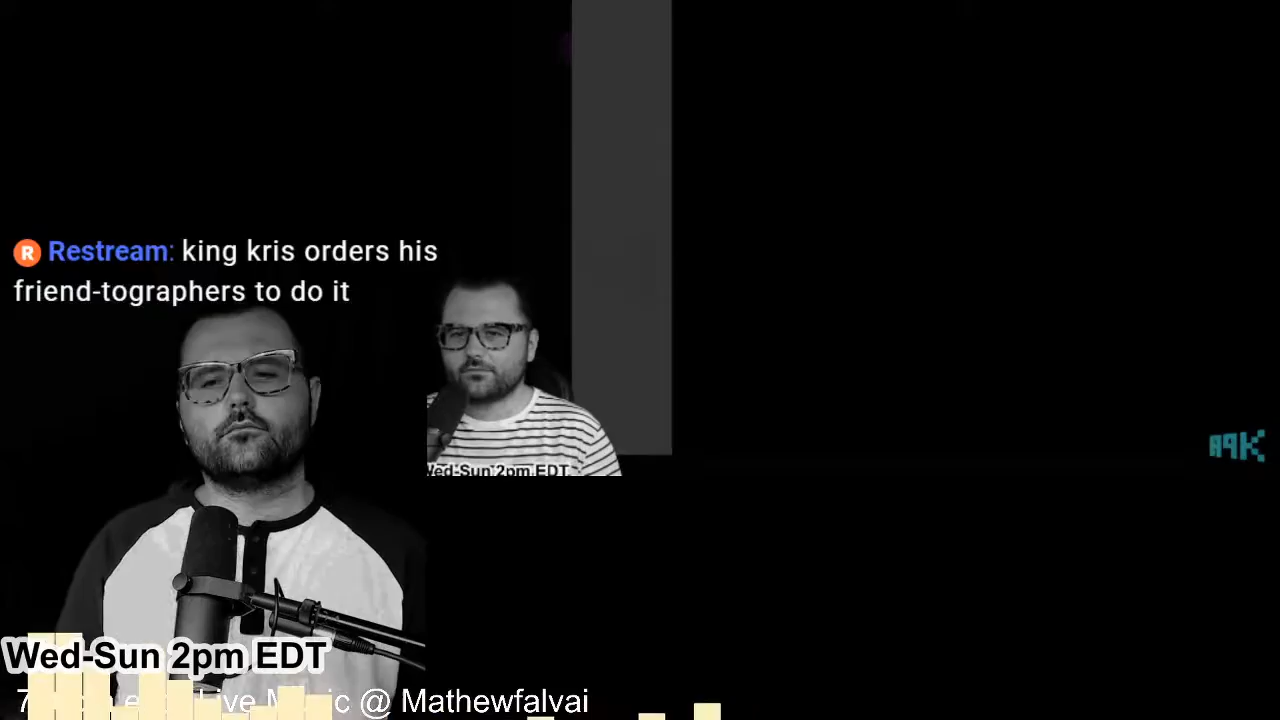 Restream: king kris orders his
friend-tographers to do it
Wed-Sun 2pm EDT
Wed-Sun 2pm EDT
Live @ Mathewfalvai